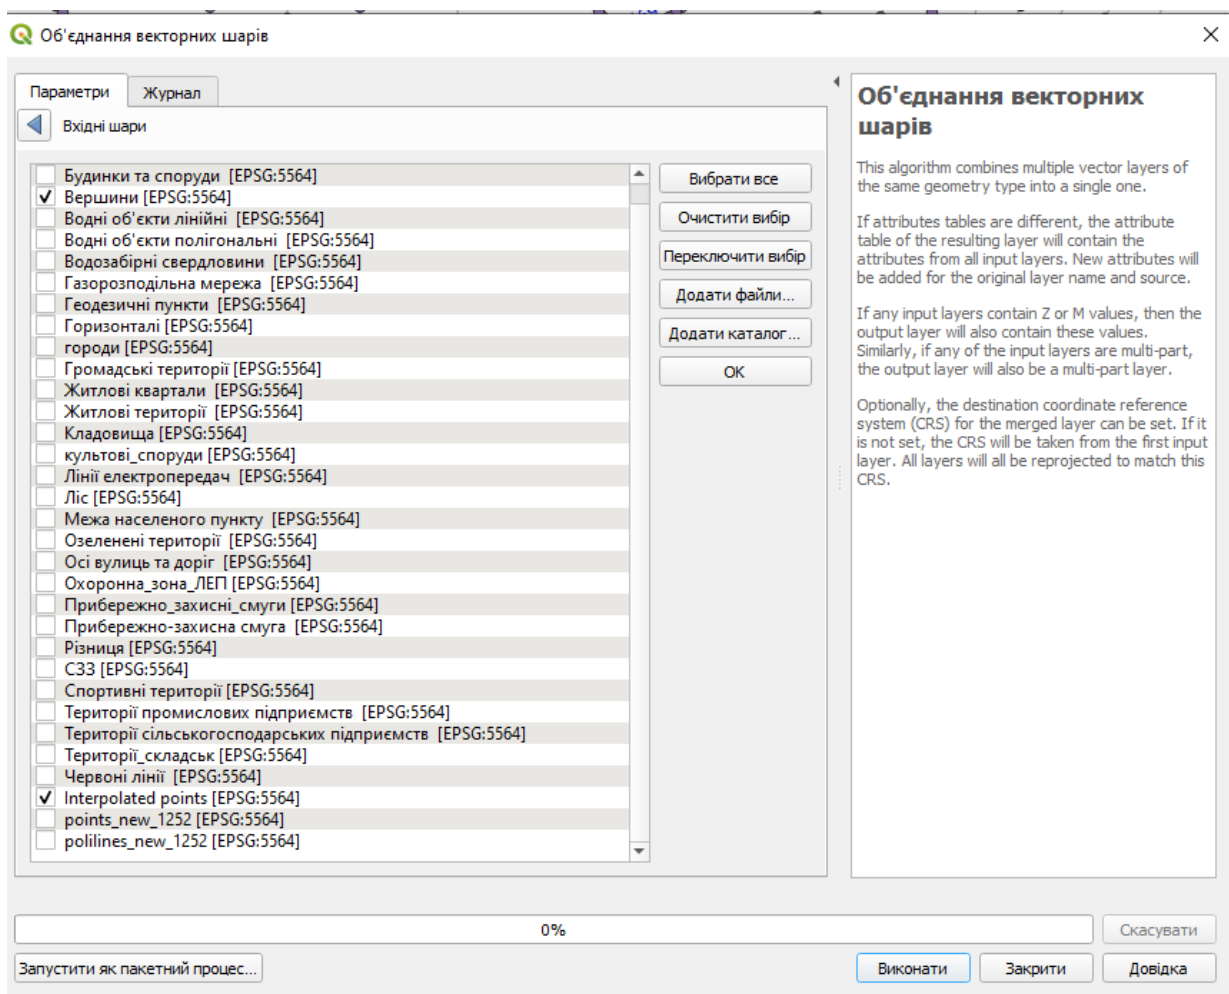 Об'єднання векторних шарів
Параметри
Журнал
Вхідні шари
Будинки та споруди [EPSG:5564]
Вершини [EPSG:5564]
Водні об'єкти лінійні [EPSG:5564]
Водні об'єкти полігональні [EPSG:5564]
Водозабірні свердловини [EPSG:5564]
Газорозподільна мережа [EPSG:5564]
Геодезичні пункти [EPSG:5564]
Горизонталі [EPSG:5564]
городи [EPSG:5564]
Громадські території [EPSG:5564]
Житлові квартали [EPSG:5564]
Житлові території [EPSG:5564]
Кладовища [EPSG:5564]
культові_споруди [EPSG:5564]
Лінії електропередач [EPSG:5564]
Ліс [EPSG:5564]
Межа населеного пункту [EPSG:5564]
Озеленені території [EPSG:5564]
Осі вулиць та доріг [EPSG:5564]
Охоронна_зона_ЛЕП [EPSG:5564]
Прибережно_захисні_смуги [EPSG:5564]
Прибережно-захисна смуга [EPSG:5564]
Різниця [EPSG:5564]
СЗЗ [EPSG:5564]
Спортивні території [EPSG:5564]
Території промислових підприємств [EPSG:5564]
Території сільськогосподарських підприємств [EPSG:5564]
Території_складськ [EPSG:5564]
Червоні лінії [EPSG:5564]
Interpolated points [EPSG:5564]
points_new_1252 [EPSG:5564]
polilines_new_1252 [EPSG:5564]
Вибрати все
Очистити вибір
Переключити вибір
Додати файли...
Додати каталог...
ОК
Об'єднання векторних
шарів
This algorithm combines multiple vector layers of
the same geometry type into a single one.
If attributes tables are different, the attribute
table of the resulting layer will contain the
attributes from all input layers. New attributes will
be added for the original layer name and source.
If any input layers contain Z or M values, then the
output layer will also contain these values.
Similarly, if any of the input layers are multi-part,
the output layer will also be a multi-part layer.
Optionally, the destination coordinate reference
system (CRS) for the merged layer can be set. If it
is not set, the CRS will be taken from the first input
layer. All layers will all be reprojected to match this
CRS.
0%
Скасувати
Запустити як пакетний процес...
Виконати
Закрити
Довідка